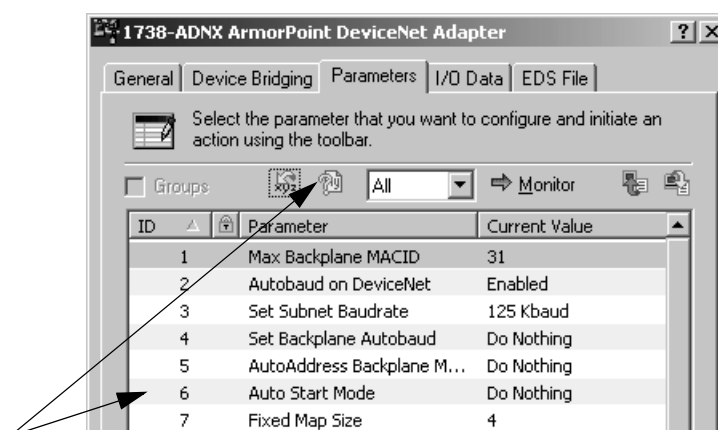 1738-ADNX ArmorPoint DeviceNet Adapter ? X
General Device Bridging Parameters I/O Data EDS File
Select the parameter that you want to configure and initiate an
action using the toolbar.
Groups xyz All Monitor
ID Parameter Current Value
1 Max Backplane MACID 31
2 Autobaud on DeviceNet Enabled
3 Set Subnet Baudrate 125 Kbaud
4 Set Backplane Autobaud Do Nothing
5 AutoAddress Backplane M... Do Nothing
6 Auto Start Mode Do Nothing
7 Fixed Map Size 4